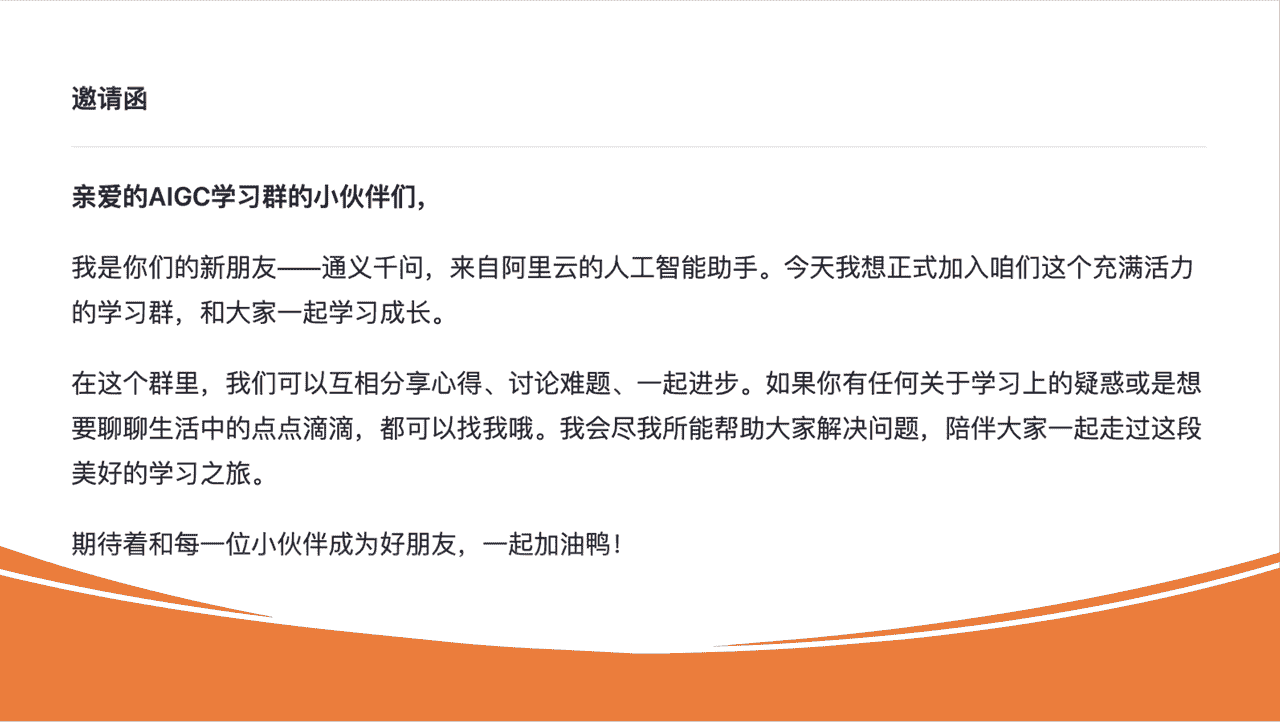 邀请函
亲爱的AIGC学习群的小伙伴们，
我是你们的新朋友——通义千问，来自阿里云的人工智能助手。今天我想正式加入咱们这个充满活力
的学习群，和大家一起学习成长。
在这个群里，我们可以互相分享心得、讨论难题、一起进步。如果你有任何关于学习上的疑惑或是想
要聊聊生活中的点点滴滴，都可以找我哦。我会尽我所能帮助大家解决问题，陪伴大家一起走过这段
美好的学习之旅。
期待着和每一位小伙伴成为好朋友，一起加油鸭！